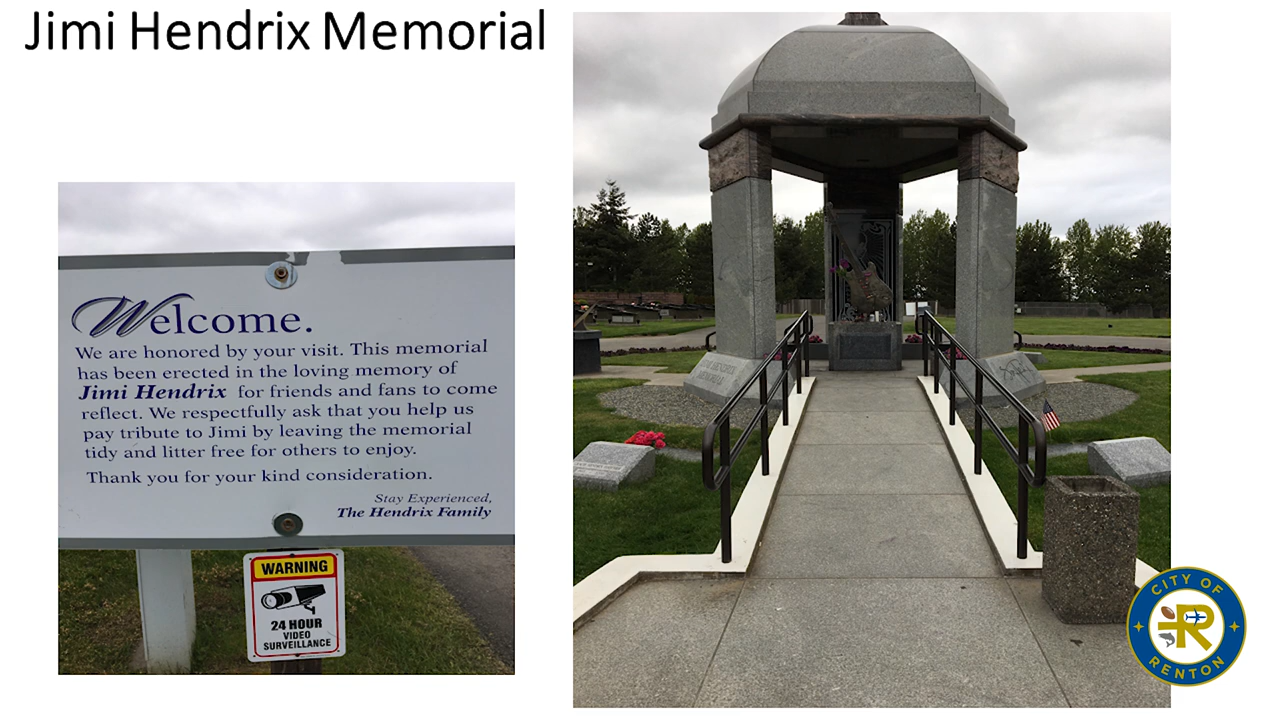 Jimi Hendrix Memorial
Welcome.
We are honored by your visit. This memorial
has been erected in the loving memory of
Jimi Hendrix for friends and fans to come
reflect. We respectfully ask that you help us
pay tribute to Jimi by leaving the memorial
tidy and litter free for others to enjoy.
Thank you for your kind consideration.
Stay Experienced,
The Hendrix Family
WARNING
24 HOUR
VIDEO
SURVEILLANCE
JIMI HENDRIX
MEMORIAL
CITY OF
R
RENTON